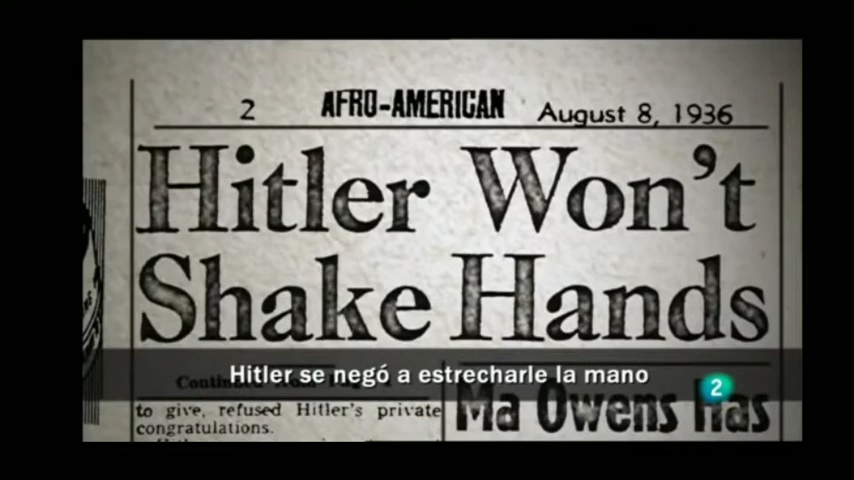 2 AFRO-AMERICAN August 8, 1936
Hitler Won't
Shake Hands
Hitler se negó a estrecharle la mano
2
to give, refused Hitler's private
congratulations.
Ma Owens Has